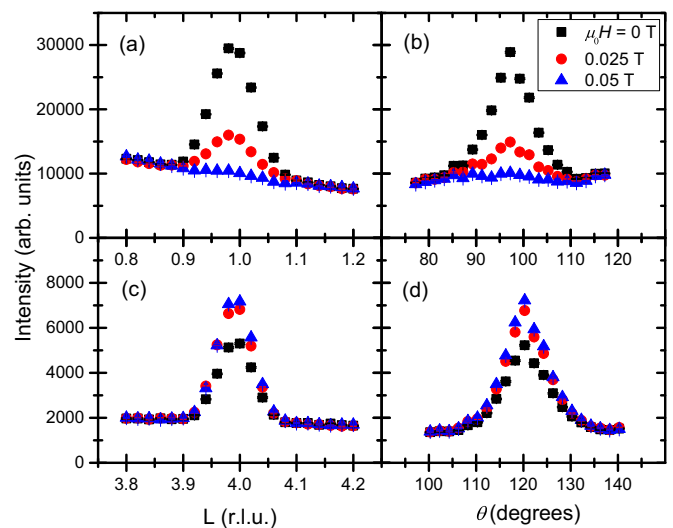 (a)
(b)
μ₀H = 0 T
0.025 T
0.05 T
30000
20000
10000
0
0.8 0.9 1.0 1.1 1.2
80 90 100 110 120
Intensity (arb. units)
(c)
(d)
8000
6000
4000
2000
0
3.8 3.9 4.0 4.1 4.2
100 110 120 130 140
L (r.l.u.)
θ (degrees)